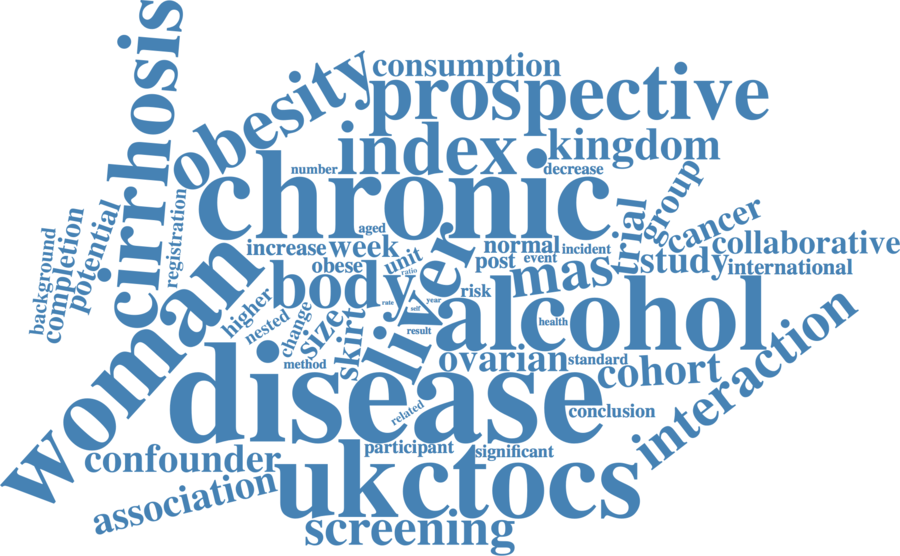 cirrhosis
obesity
consumption
prospective
index
kingdom
number
decrease
chronic
group
registration
aged
trial
cancer
potential
completion
background
increase
week
normal
incident
collaborative
liver
unit
post
event
study
obese
ratio
mas
international
body
risk
woman
higher
rate
self
year
alcohol
nested
change
size
skirt
result
health
interaction
method
ovarian
standard
cohort
disease
related
conclusion
confounder
participant
significant
association
ukctocs
screening